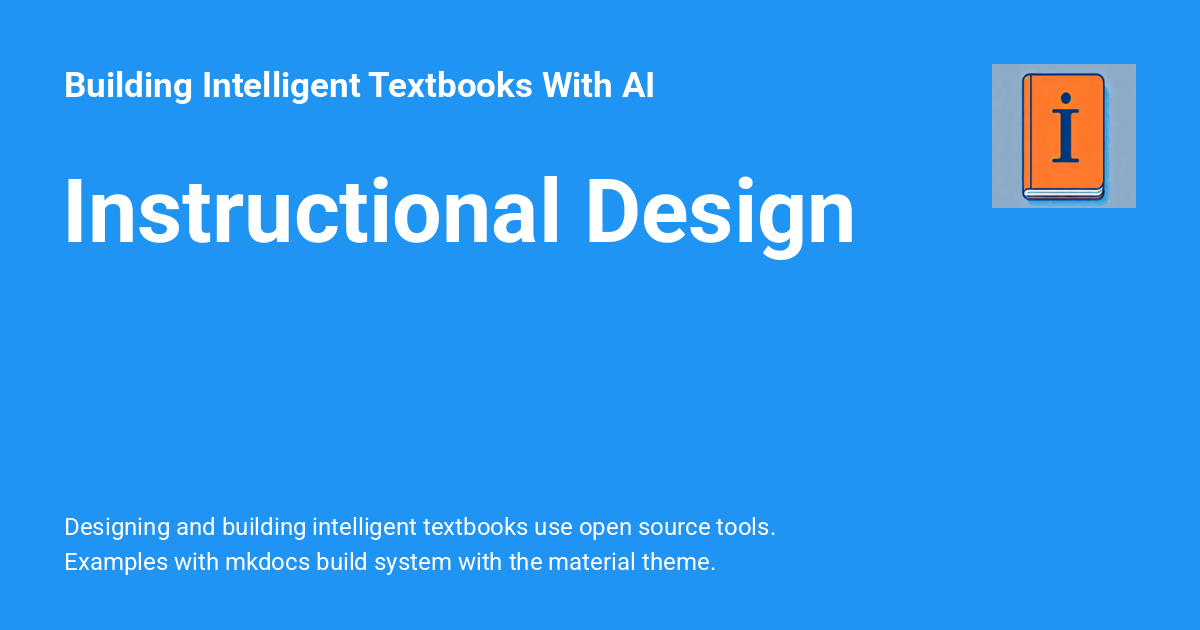 Building Intelligent Textbooks With AI
Instructional Design
i
Designing and building intelligent textbooks use open source tools.
Examples with mkdocs build system with the material theme.